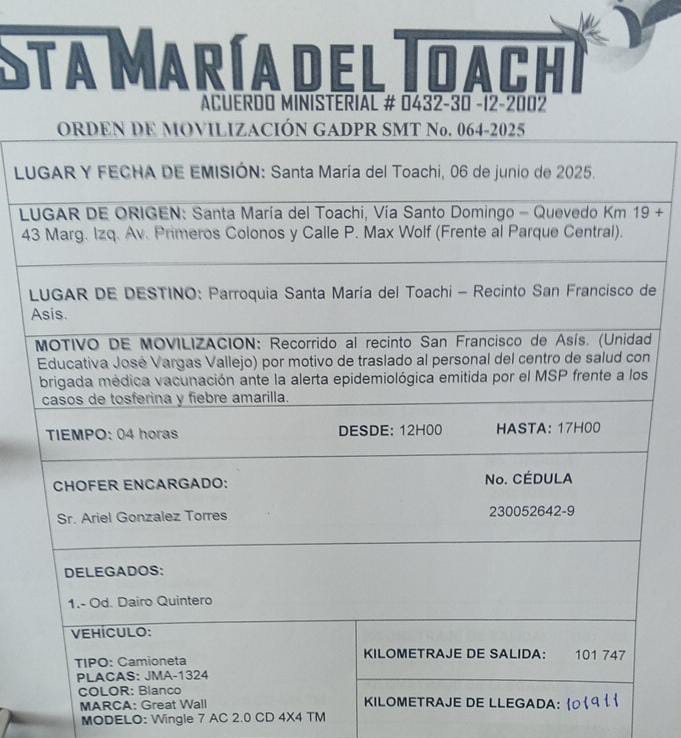 STA MARÍA DEL TOACHI
ACUERDO MINISTERIAL # 0432-30 -12-2002
ORDEN DE MOVILIZACIÓN GADPR SMT No. 064-2025
LUGAR Y FECHA DE EMISIÓN: Santa María del Toachi, 06 de junio de 2025.
LUGAR DE ORIGEN: Santa María del Toachi, Vía Santo Domingo – Quevedo Km 19 +
43 Marg. Izq. Av. Primeros Colonos y Calle P. Max Wolf (Frente al Parque Central).
LUGAR DE DESTINO: Parroquia Santa María del Toachi – Recinto San Francisco de
Asís.
MOTIVO DE MOVILIZACION: Recorrido al recinto San Francisco de Asís. (Unidad
Educativa José Vargas Vallejo) por motivo de traslado al personal del centro de salud con
brigada médica vacunación ante la alerta epidemiológica emitida por el MSP frente a los
casos de tosferina y fiebre amarilla.
TIEMPO: 04 horas DESDE: 12H00 HASTA: 17H00
CHOFER ENCARGADO: No. CÉDULA
Sr. Ariel Gonzalez Torres 230052642-9
DELEGADOS:
1.- Od. Dairo Quintero
VEHÍCULO:
TIPO: Camioneta
PLACAS: JMA-1324
COLOR: Blanco
MARCA: Great Wall
MODELO: Wingle 7 AC 2.0 CD 4X4 TM
KILOMETRAJE DE SALIDA: 101 747
KILOMETRAJE DE LLEGADA: 101911